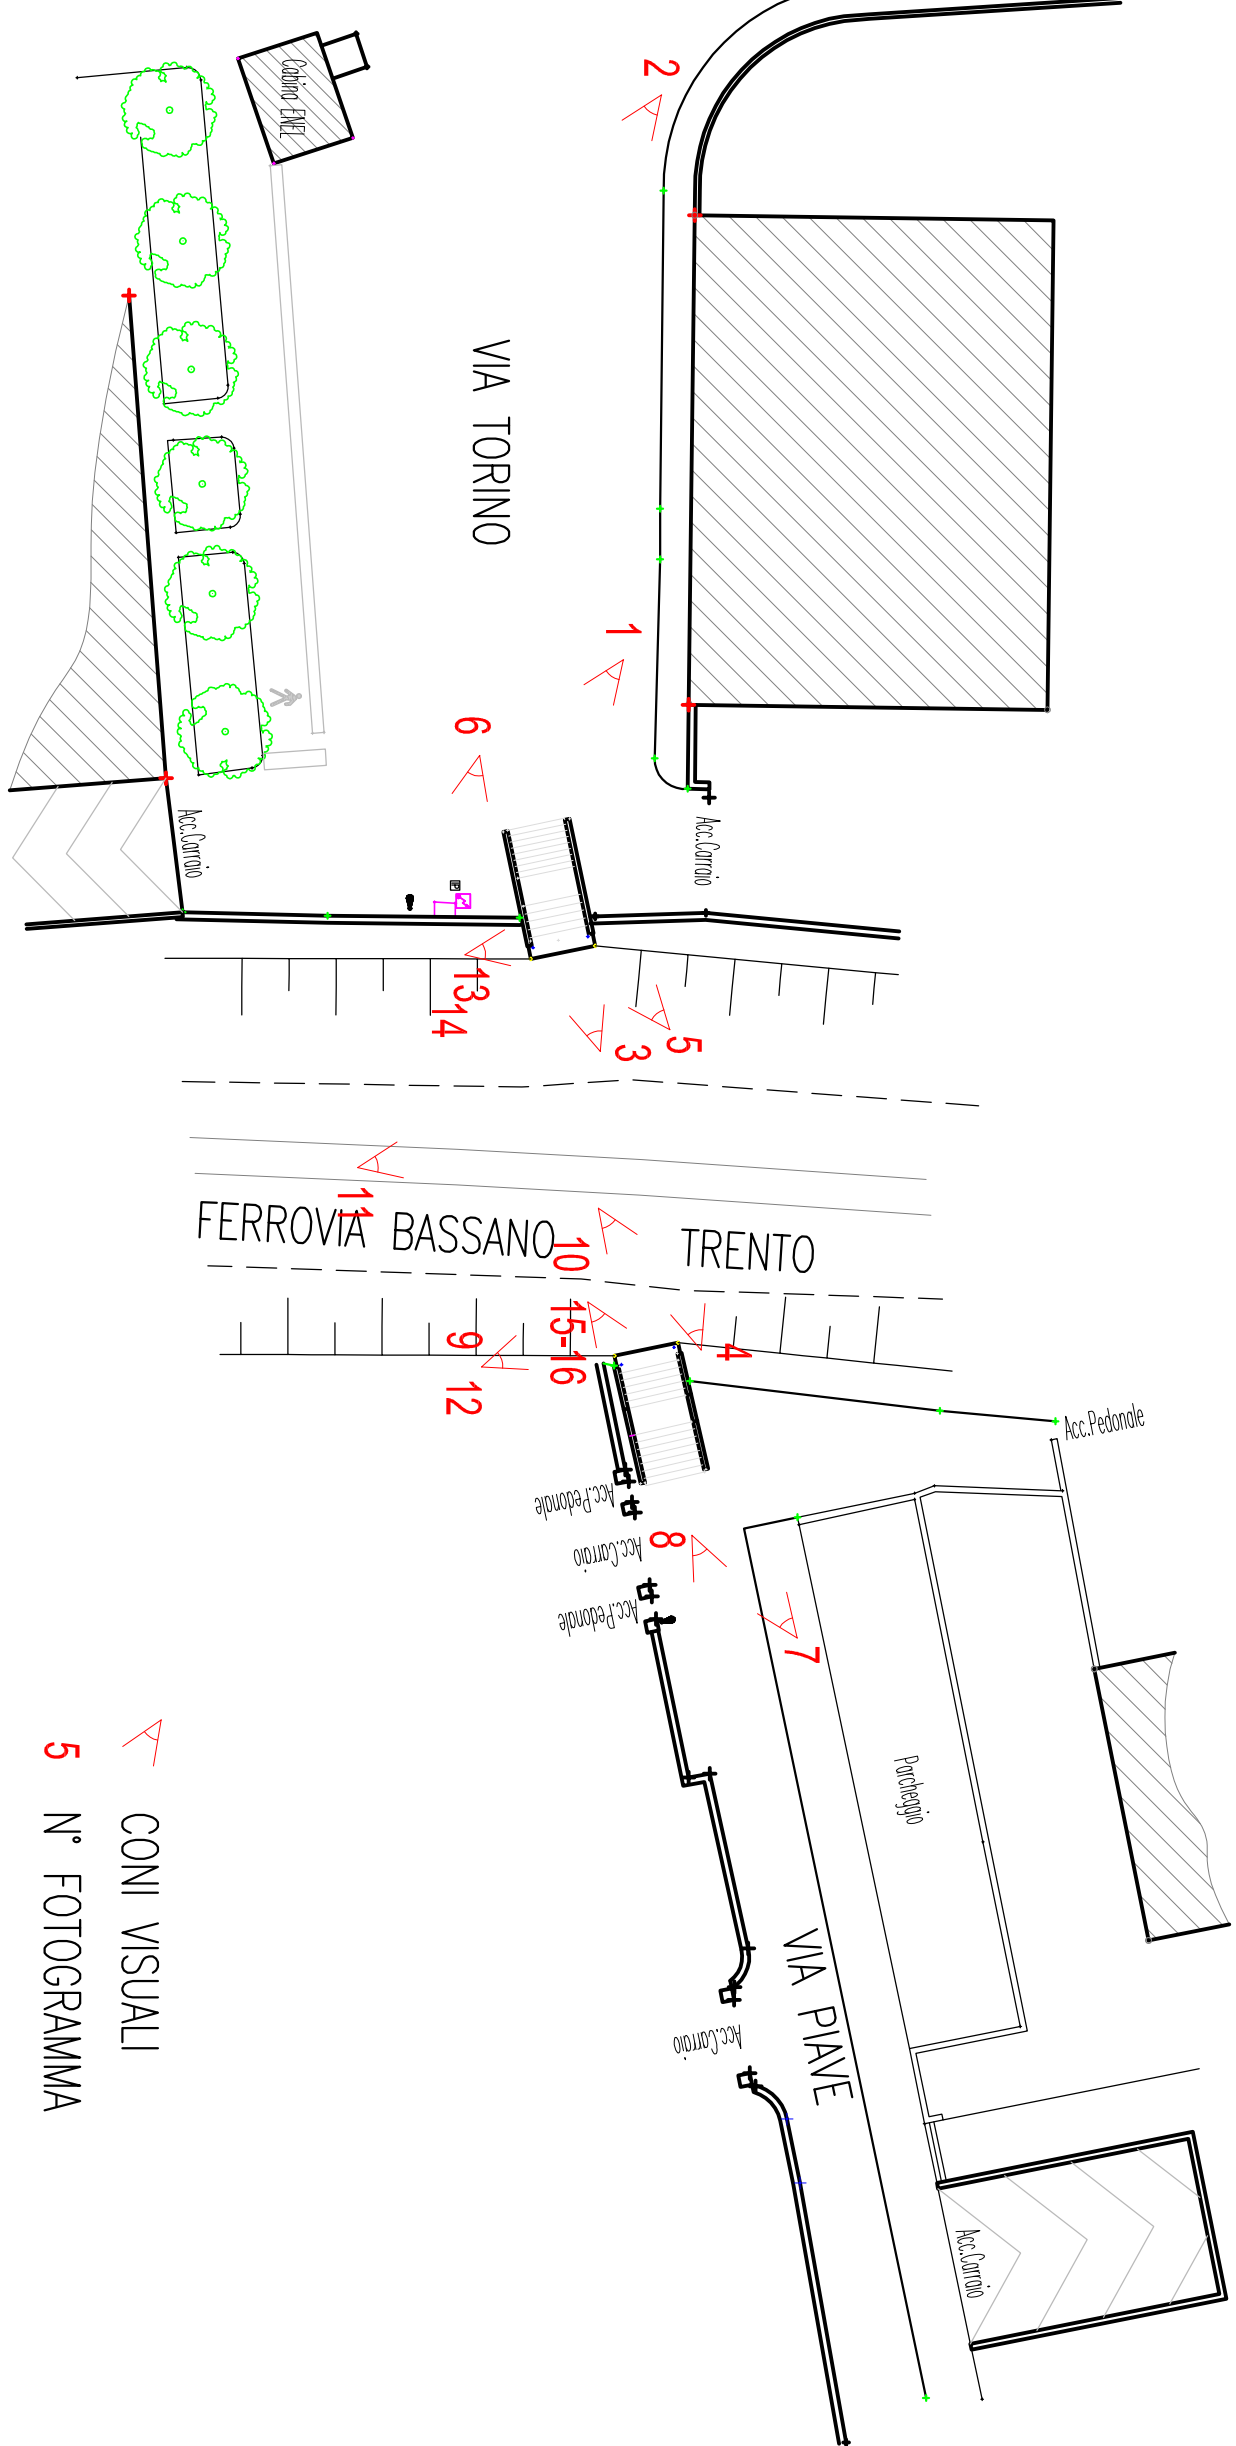 2
Cabina ENEL
VIA TORINO
1
6
Acc.Carraio
Acc.Carraio
IP
13
14
3
5
11
FERROVIA BASSANO TRENTO
10
15-16
9
12
4
Acc.Pedonale
Acc.Pedonale
Acc.Carraio
Acc.Pedonale
8
7
Parcheggio
VIA PIAVE
Acc.Carraio
Acc.Carraio
CONI VISUALI
5 N° FOTOGRAMMA